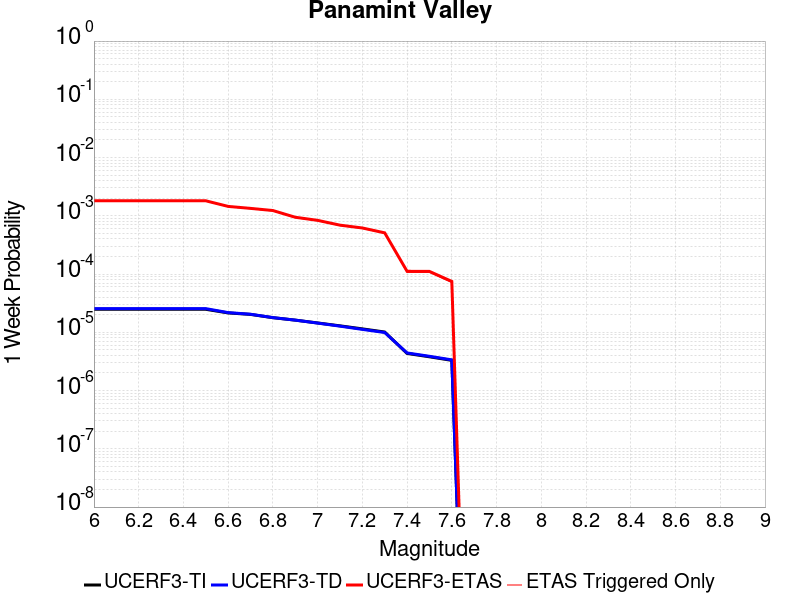 Panamint Valley
10^0
10^-1
10^-2
10^-3
10^-4
10^-5
10^-6
10^-7
10^-8
1 Week Probability
6 6.2 6.4 6.6 6.8 7 7.2 7.4 7.6 7.8 8 8.2 8.4 8.6 8.8 9
Magnitude
UCERF3-TI UCERF3-TD UCERF3-ETAS ETAS Triggered Only